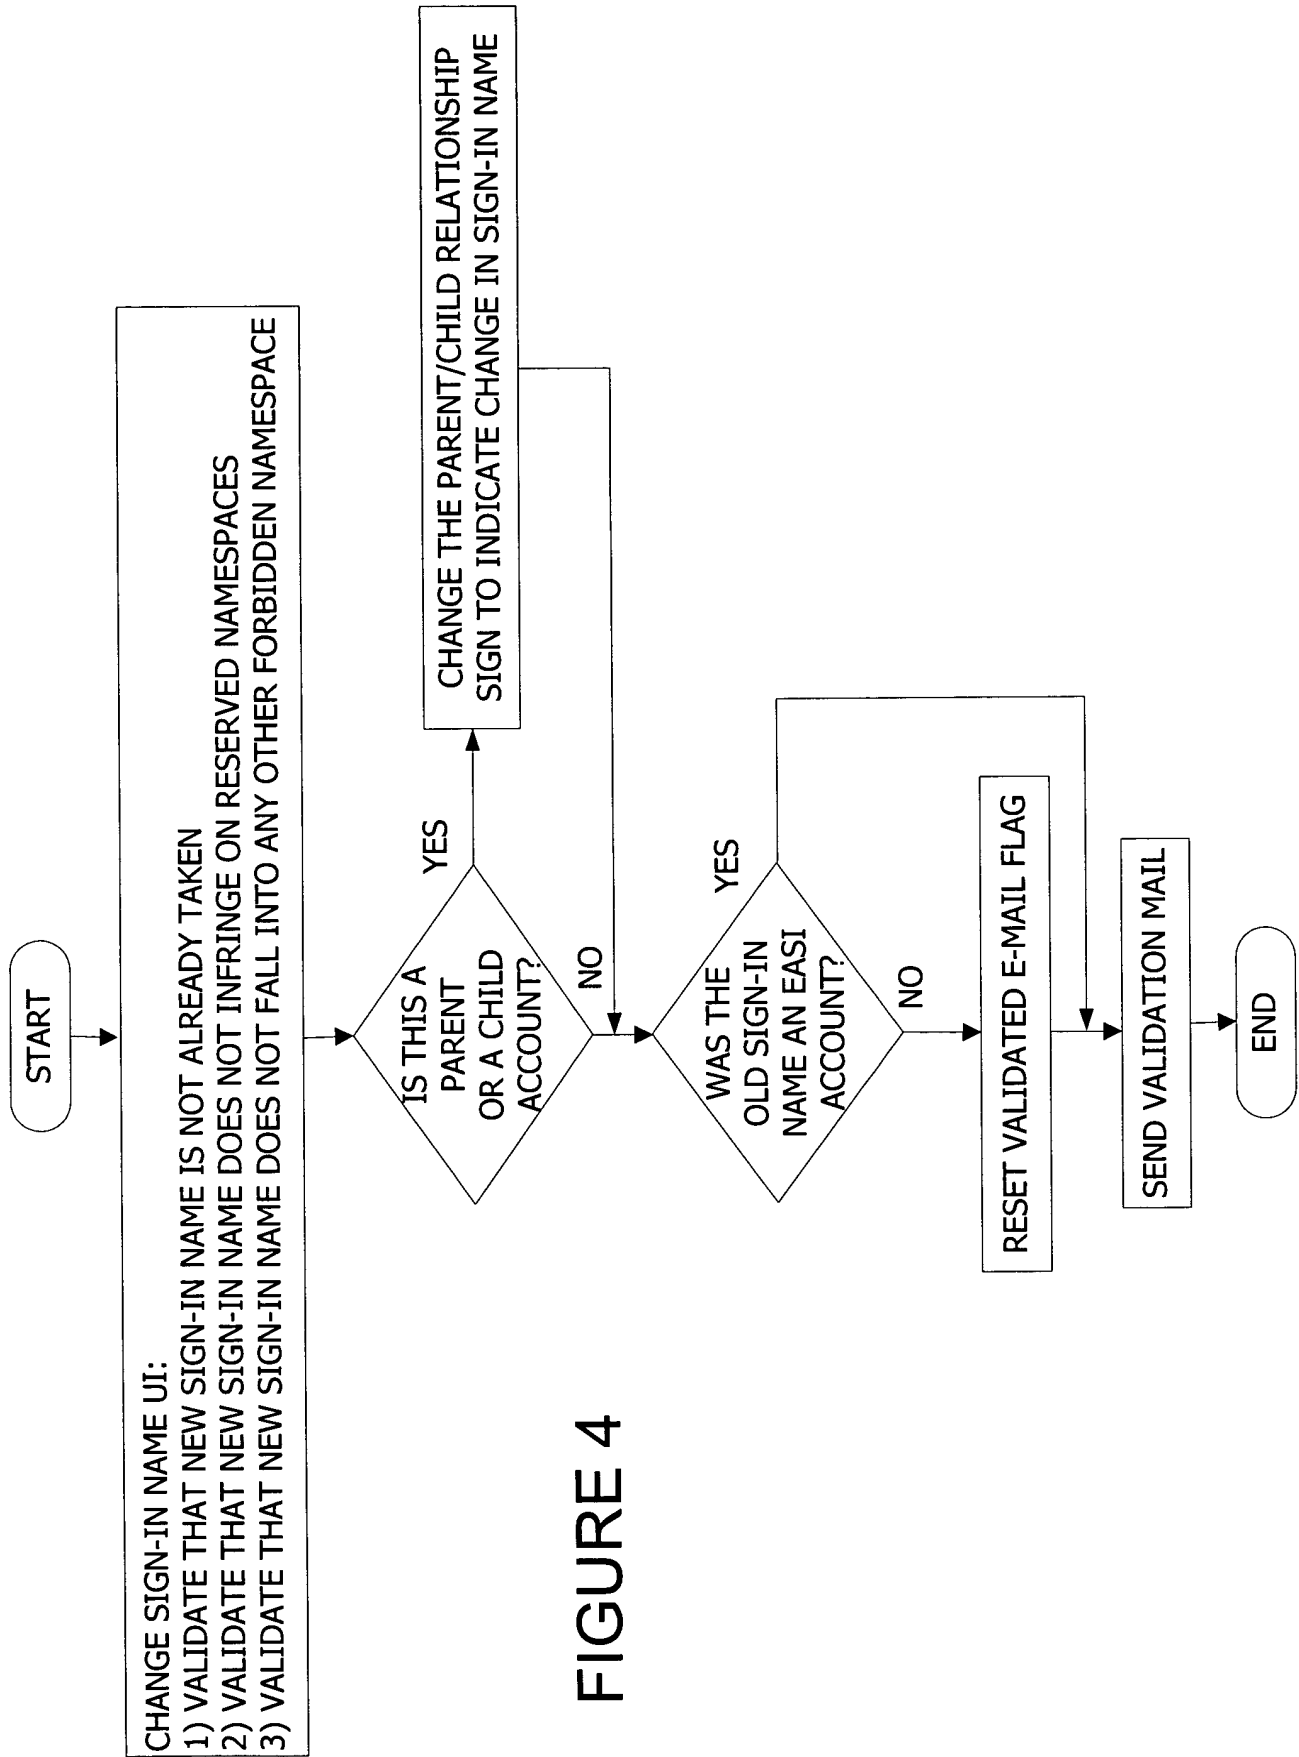 START
CHANGE SIGN-IN NAME UI:
1) VALIDATE THAT NEW SIGN-IN NAME IS NOT ALREADY TAKEN
2) VALIDATE THAT NEW SIGN-IN NAME DOES NOT INFRINGE ON RESERVED NAMESPACES
3) VALIDATE THAT NEW SIGN-IN NAME DOES NOT FALL INTO ANY OTHER FORBIDDEN NAMESPACE
IS THIS A
PARENT
OR A CHILD
ACCOUNT?
YES
CHANGE THE PARENT/CHILD RELATIONSHIP
SIGN TO INDICATE CHANGE IN SIGN-IN NAME
NO
WAS THE
OLD SIGN-IN
NAME AN EASI
ACCOUNT?
YES
NO
RESET VALIDATED E-MAIL FLAG
SEND VALIDATION MAIL
END
FIGURE 4